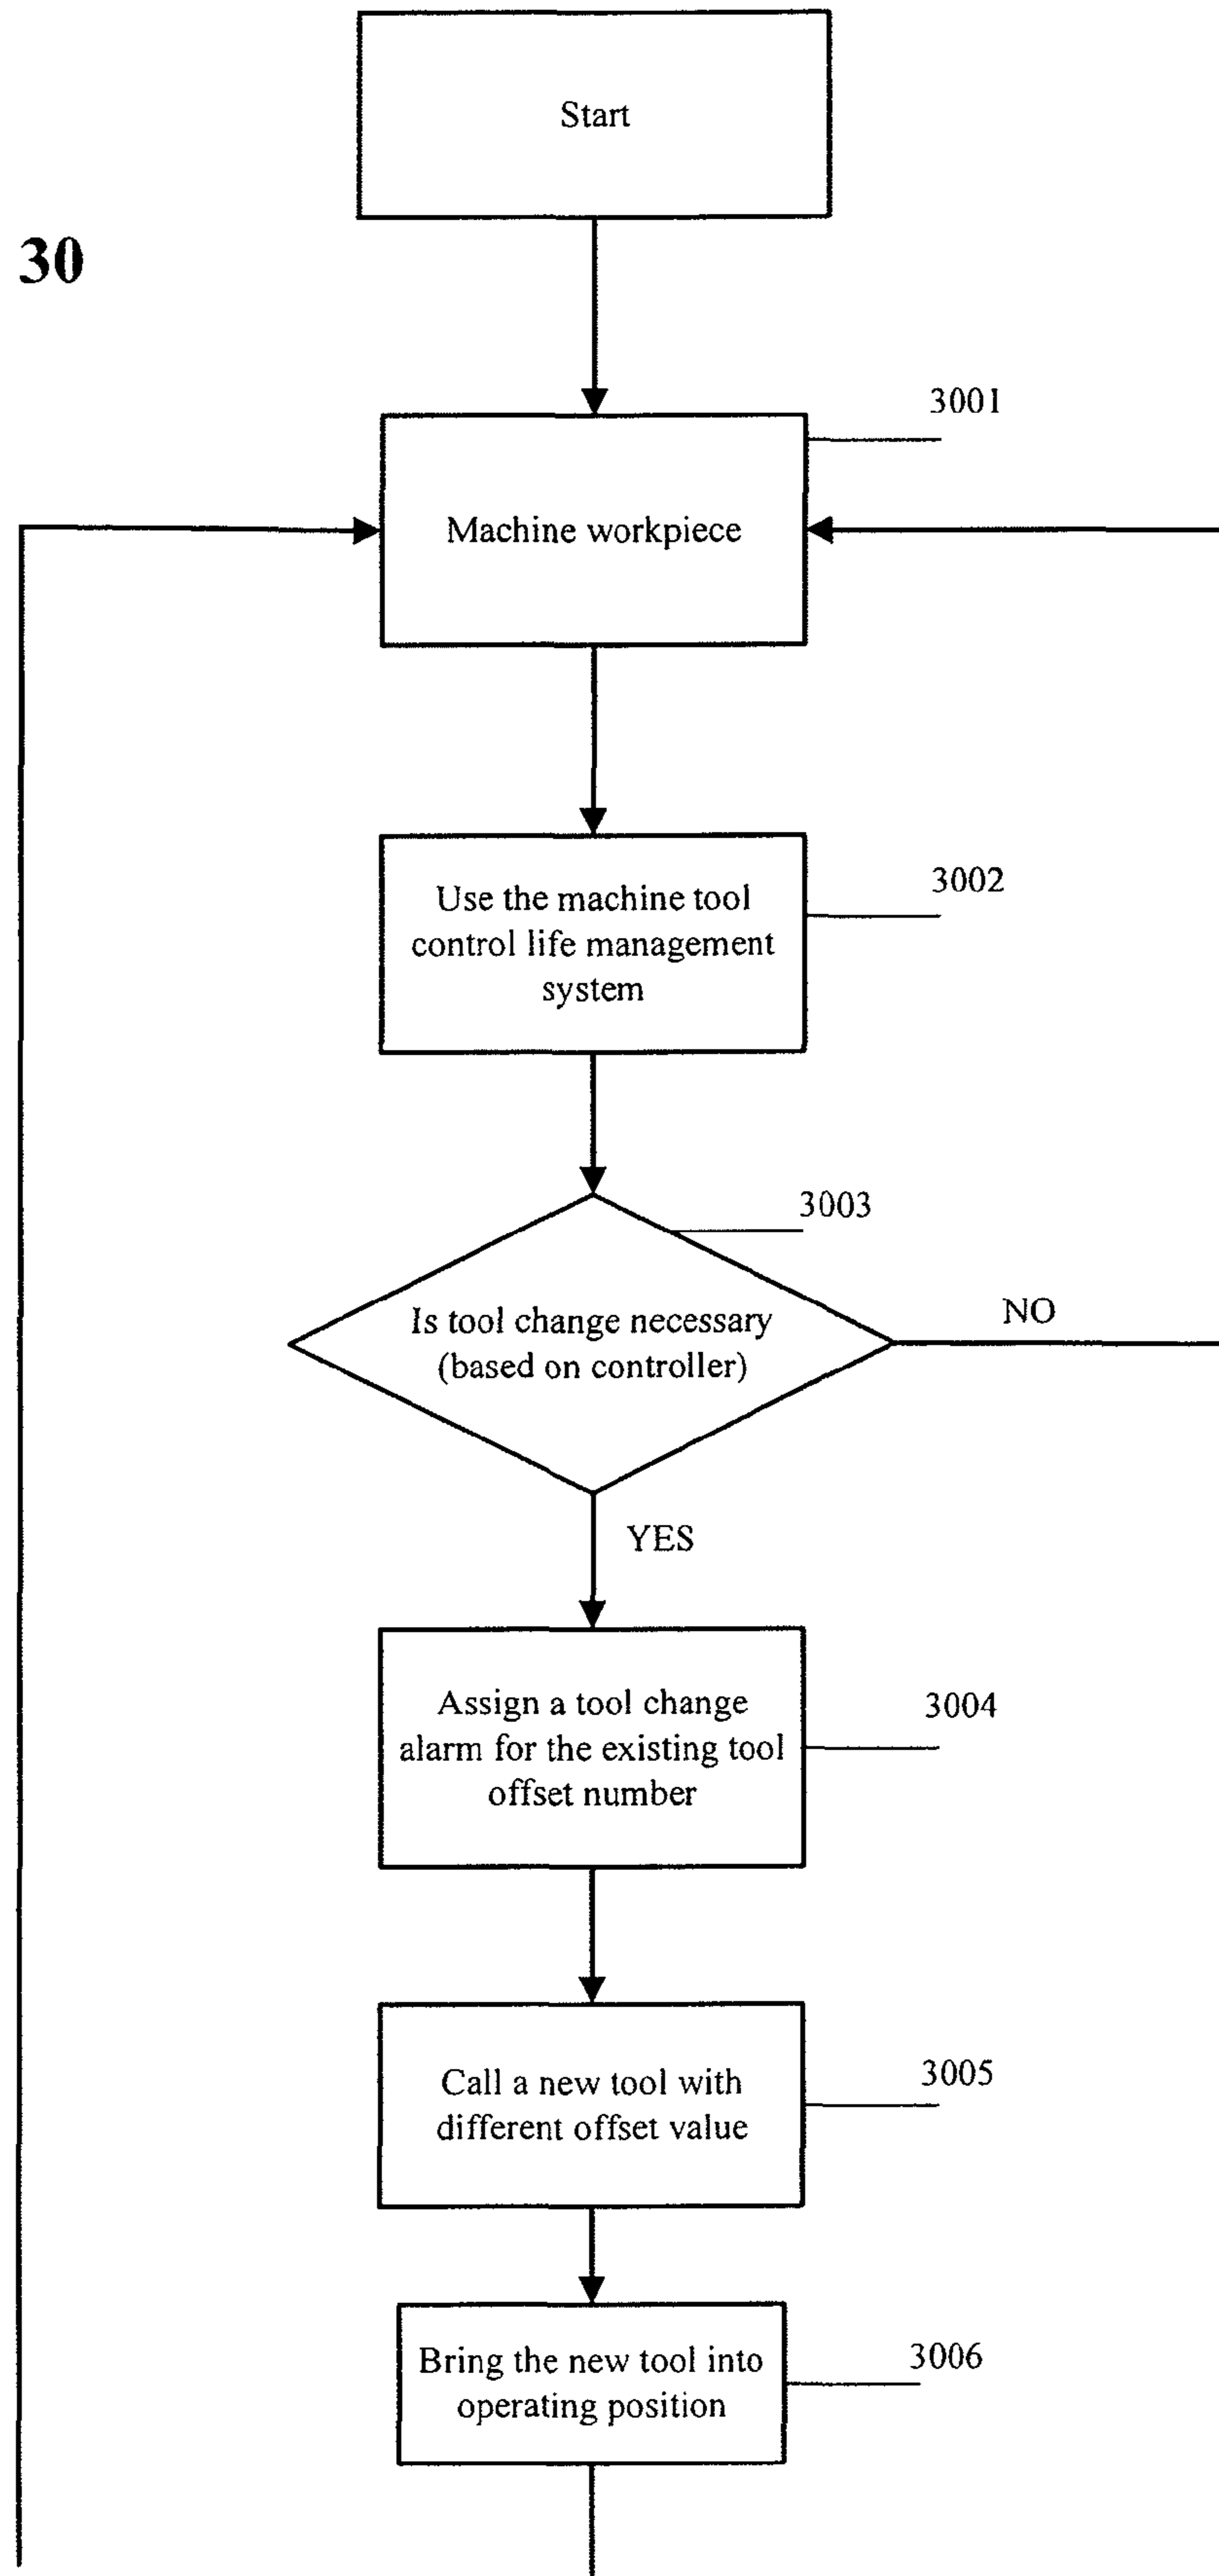 Start
30
3001
Machine workpiece
3002
Use the machine tool
control life management
system
3003
Is tool change necessary
(based on controller)
NO
YES
3004
Assign a tool change
alarm for the existing tool
offset number
3005
Call a new tool with
different offset value
3006
Bring the new tool into
operating position